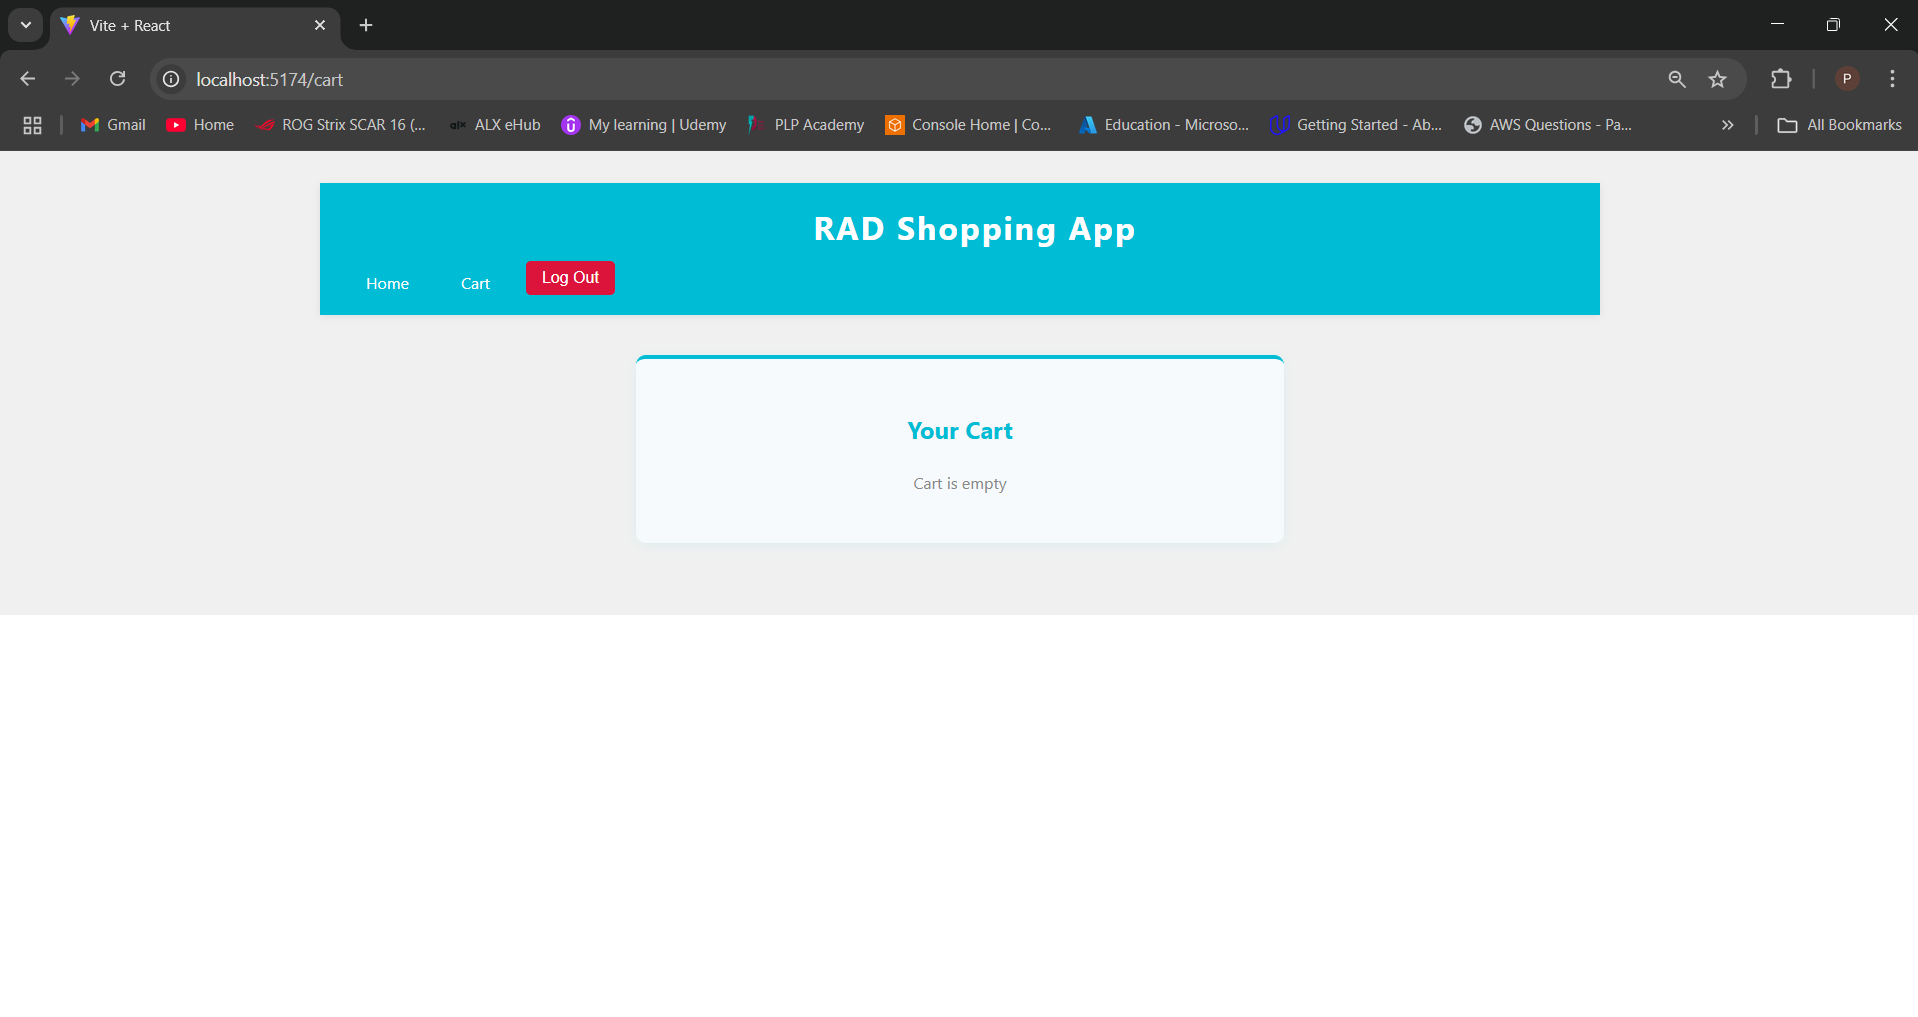 Vite + React
localhost:5174/cart
P
Gmail
Home
ROG Strix SCAR 16 (...
alx ALX eHub
My learning | Udemy
PLP Academy
Console Home | Co...
Education - Microso...
Getting Started - Ab...
AWS Questions - Pa...
All Bookmarks
RAD Shopping App
Home Cart Log Out
Your Cart
Cart is empty